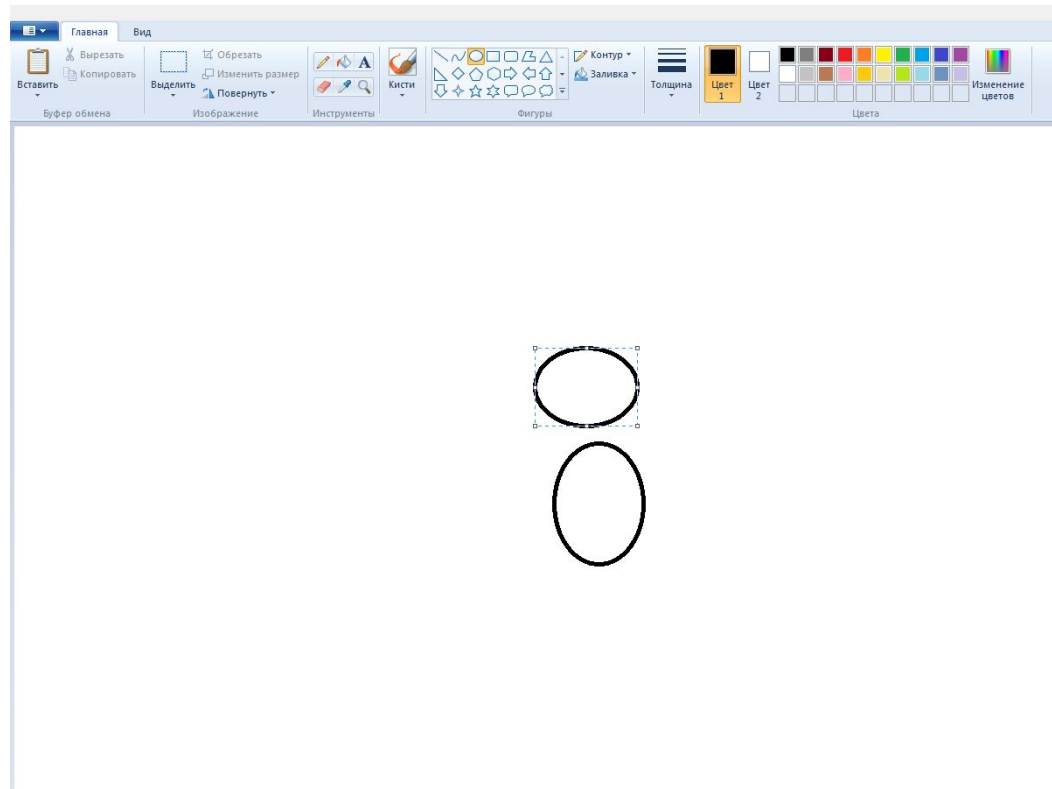 Главная Вид
Вставить
Вырезать
Копировать
Буфер обмена
Выделить
Обрезать
Изменить размер
Повернуть
Изображение
A
Инструменты
Кисти
Контур
Заливка
Фигуры
Толщина
Цвет
1
Цвет
2
Изменение
цветов
Цвета